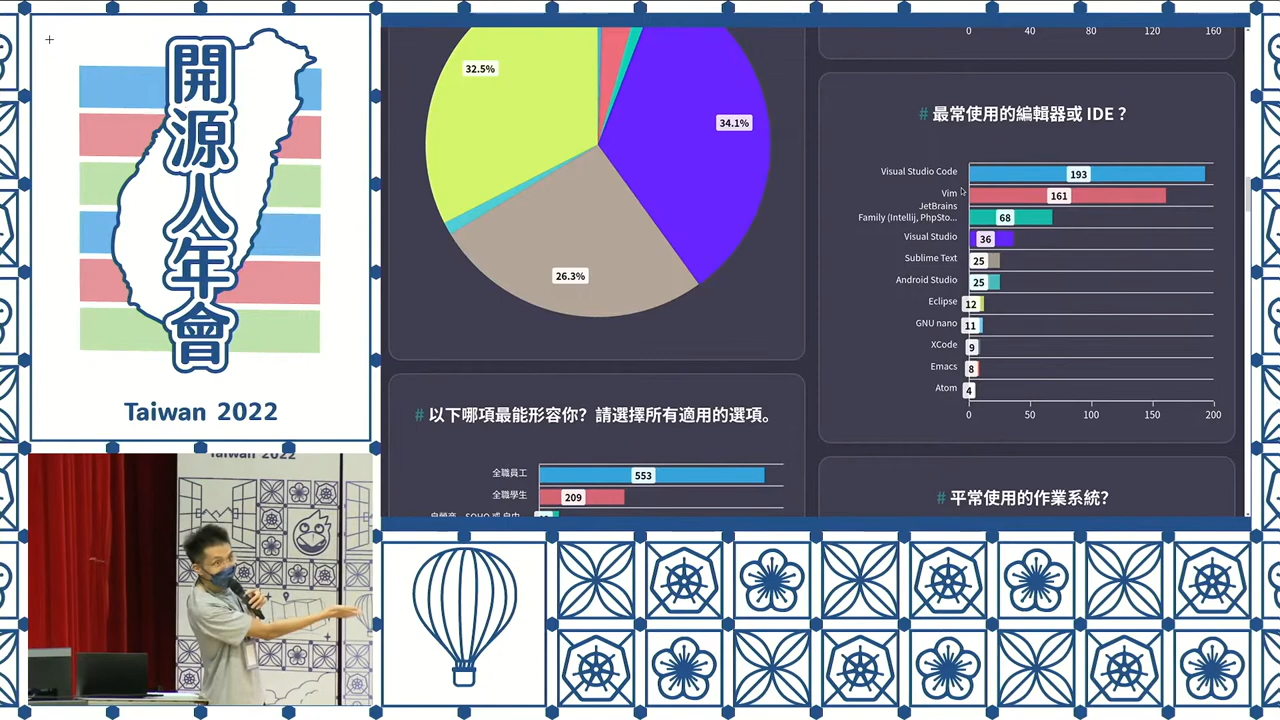 開源人年會
Taiwan 2022
Taiwan 2022
32.5%
34.1%
26.3%
# 以下哪項最能形容你？請選擇所有適用的選項。
全職員工
553
全職學生
209
0
40
80
120
160
# 最常使用的編輯器或 IDE？
Visual Studio Code
193
Vim
161
JetBrains
Family (Intellij, PhpSto...
68
Visual Studio
36
Sublime Text
25
Android Studio
25
Eclipse
12
GNU nano
11
XCode
9
Emacs
8
Atom
4
0
50
100
150
200
# 平常使用的作業系統?